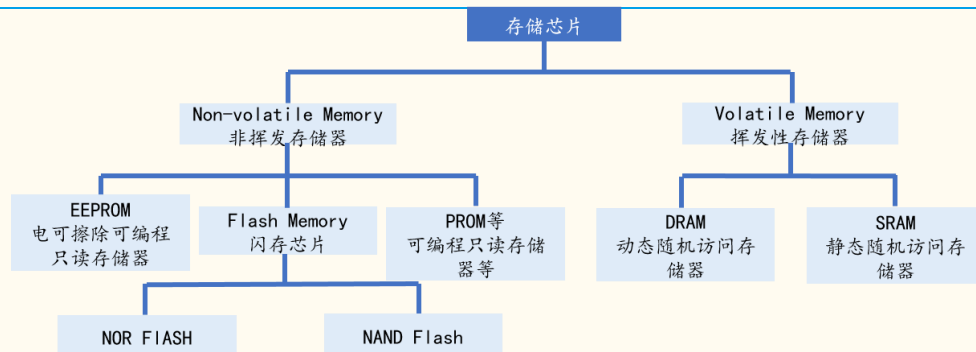 存储芯片
Non-volatile Memory
非挥发存储器
Volatile Memory
挥发性存储器
EEPROM
电可擦除可编程
只读存储器
Flash Memory
闪存芯片
PROM等
可编程只读存储
器等
DRAM
动态随机访问存
储器
SRAM
静态随机访问存
储器
NOR FlASH
NAND Flash